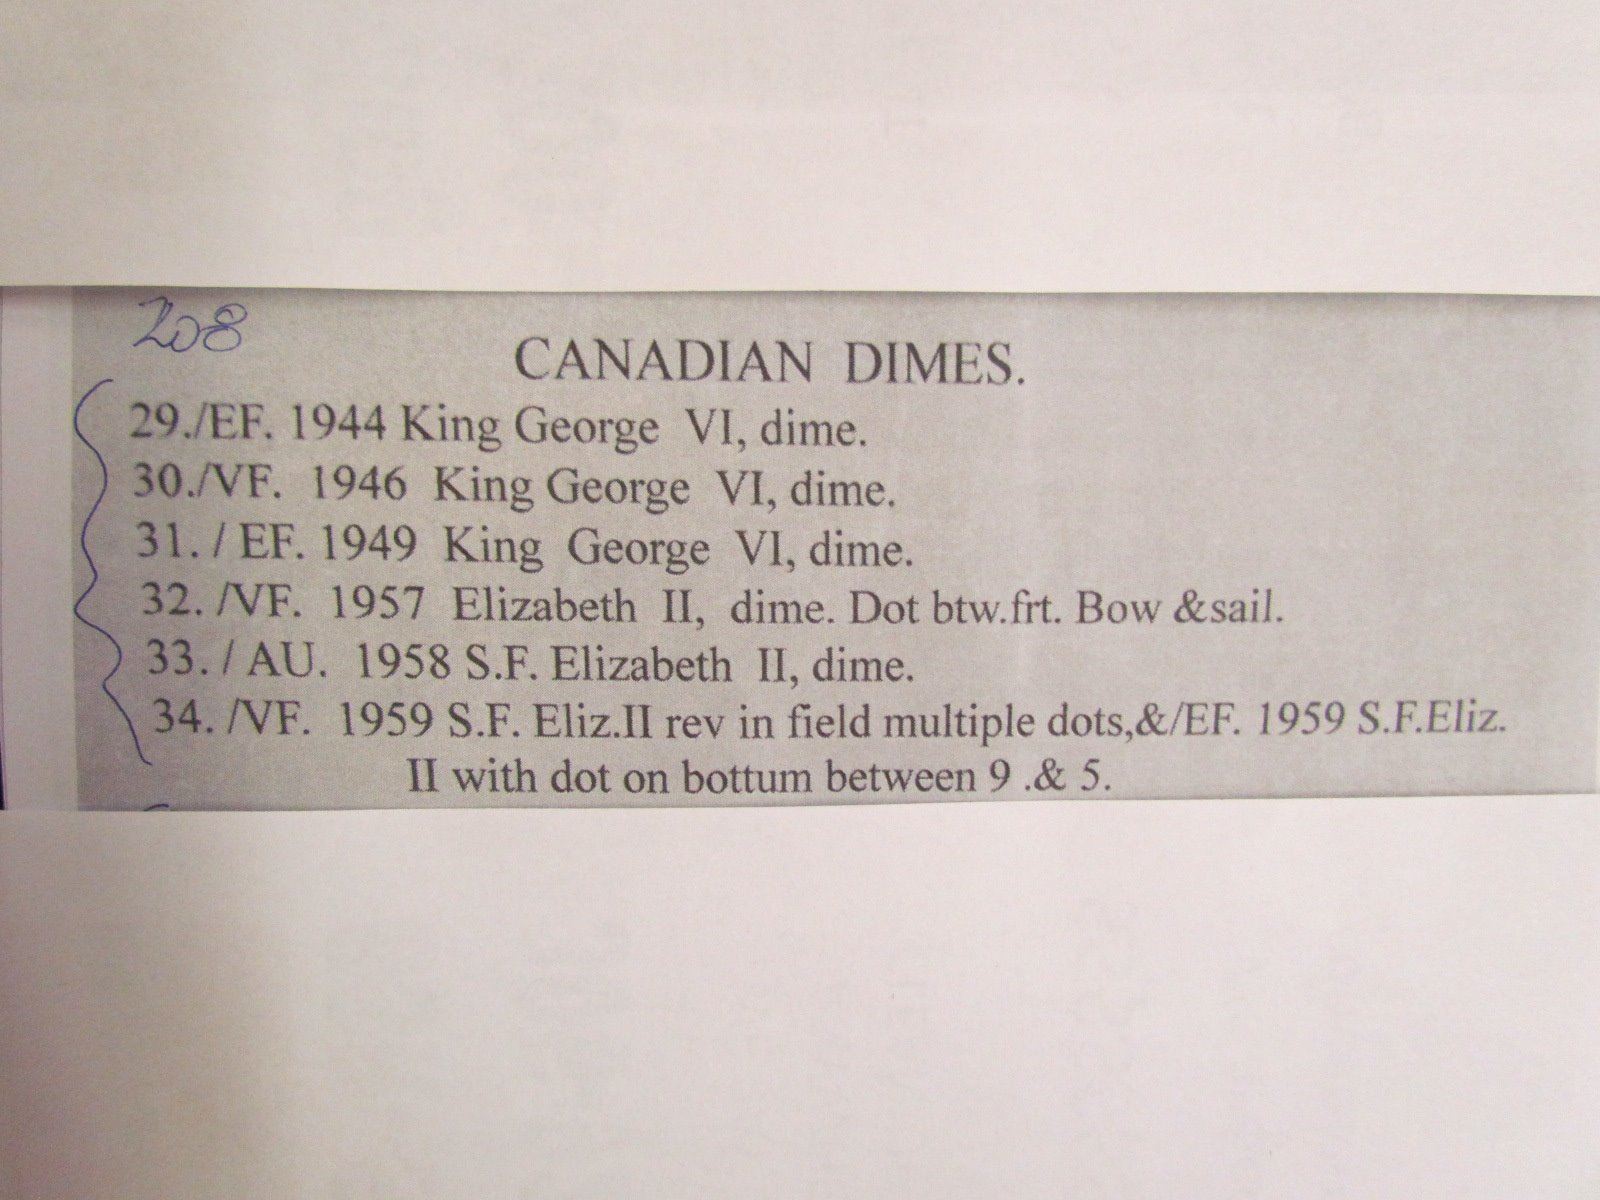 208
CANADIAN DIMES.
29./EF. 1944 King George VI, dime.
30./VF. 1946 King George VI, dime.
31. / EF. 1949 King George VI, dime.
32. /VF. 1957 Elizabeth II, dime. Dot btw.frt. Bow &sail.
33. / AU. 1958 S.F. Elizabeth II, dime.
34. /VF. 1959 S.F. Eliz.II rev in field multiple dots,&/EF. 1959 S.F.Eliz.
II with dot on bottum between 9 .& 5.